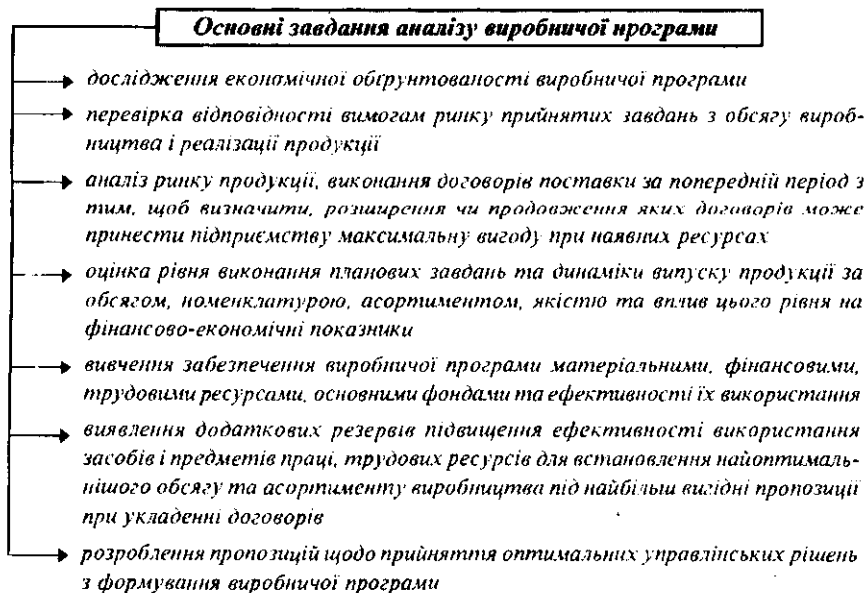 Основні завдання аналізу виробничої нрограми
дослідження економічної обґрунтованості виробничої програми
перевірка відповідності вимогам ринку прийнятих завдань з обсягу вироб-
ництва і реалізації продукції
аналіз ринку продукції, виконання договорів поставки за попередній період з
тим, щоб визначити, розширення чи продовження яких договорів може
принести підприємству максимальну вигоду при наявних ресурсах
оцінка рівня виконання планових завдань та динаміки випуску продукції за
обсягом, номенклатурою, асортиментом, якістю та вплив цього рівня на
фінансово-економічні показники
вивчення забезпечення виробничої програми матеріальними, фінансовими,
трудовими ресурсами, основними фондами та ефективності їх використання
виявлення додаткових резервів підвищення ефективності використання
засобів і предметів праці, трудових ресурсів для встановлення найоптималь-
нішого обсягу та асортименту виробництва під найбільш вигідні пропозиції
при укладенні договорів
розроблення пропозицій щодо прийняття оптимальних управлінських рішень
з формування виробничої програми